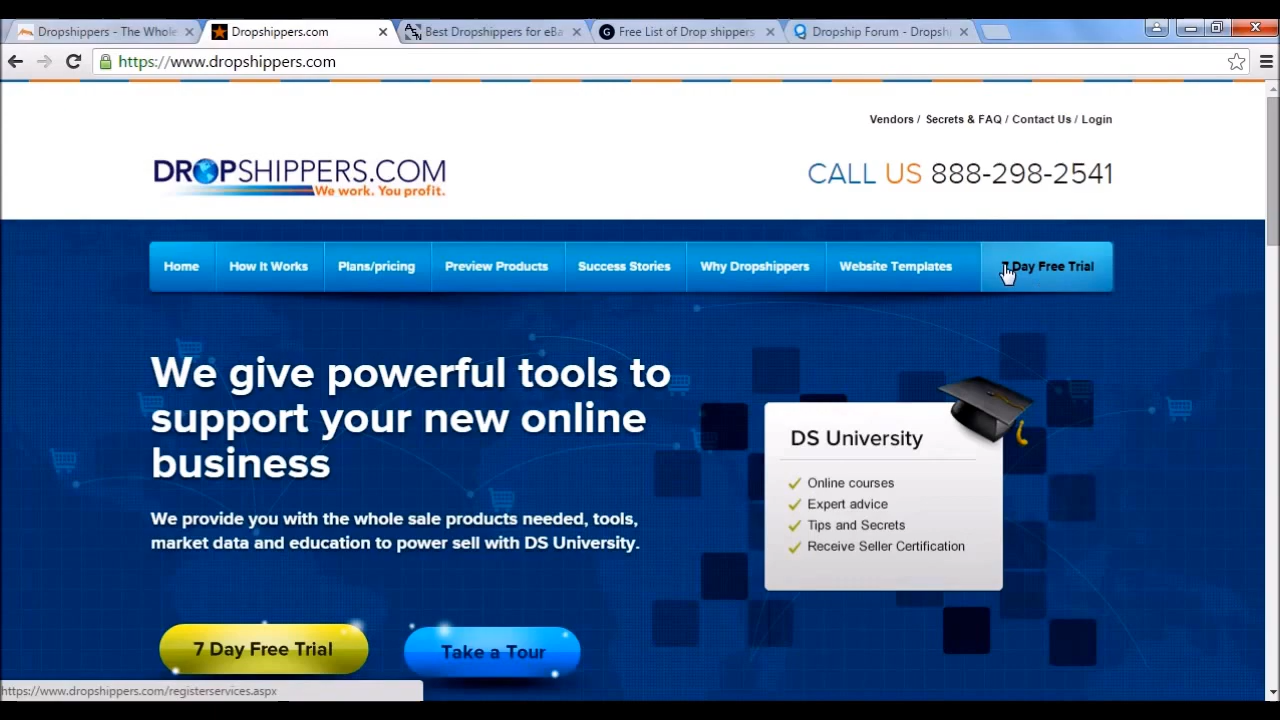 Dropshippers - The Whole
Dropshippers.com
Best Dropshippers for eBa
Free List of Drop shippers
Dropship Forum - Dropshi
https://www.dropshippers.com
Vendors / Secrets & FAQ / Contact Us / Login
DROPSHIPPERS.COM
We work. You profit.
CALL US 888-298-2541
Home
How It Works
Plans/pricing
Preview Products
Success Stories
Why Dropshippers
Website Templates
7 Day Free Trial
We give powerful tools to
support your new online
business
We provide you with the whole sale products needed, tools,
market data and education to power sell with DS University.
DS University
Online courses
Expert advice
Tips and Secrets
Receive Seller Certification
7 Day Free Trial
Take a Tour
https://www.dropshippers.com/registerservices.aspx